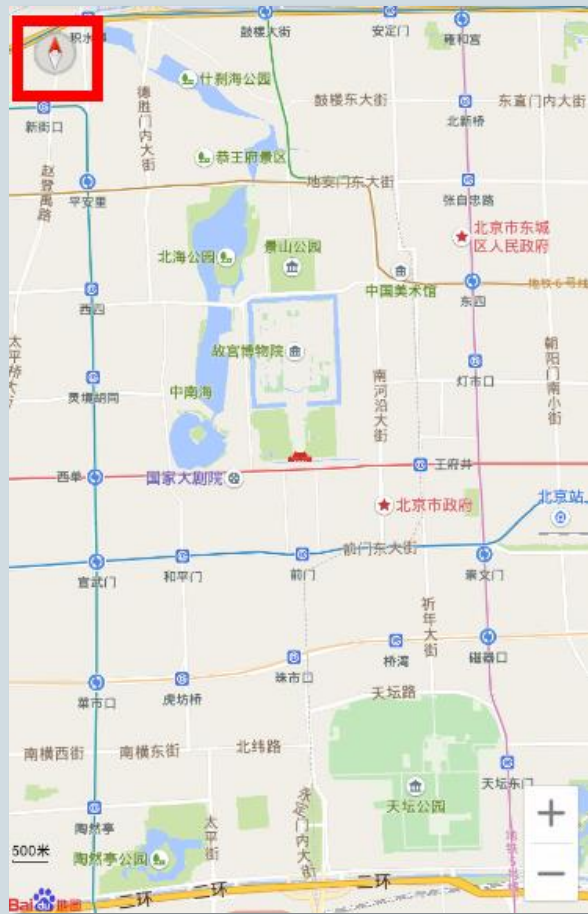 积水潭
鼓楼大街
安定门
雍和宫
什刹海公园
德胜门内大街
鼓楼东大街
东直门内大街
新街口
北新桥
赵登禹路
恭王府景区
平安里
地安门东大街
张自忠路
北京市东城
区人民政府
北海公园
景山公园
中国美术馆
地铁6号线
西四
东四
太平桥大街
故宫博物院
朝阳门南小街
灵境胡同
中南海
南河沿大街
灯市口
西单
国家大剧院
王府井
北京市政府
北京站
前门东大街
宣武门
和平门
前门
崇文门
祈年大街
珠市口
桥湾
磁器口
菜市口
虎坊桥
天坛路
南横西街
南横东街
北纬路
天坛东门
永定门内大街
天坛公园
陶然亭
太平街
地铁5号线
500米
陶然亭公园
二环
二环
二环
Bai du 地图